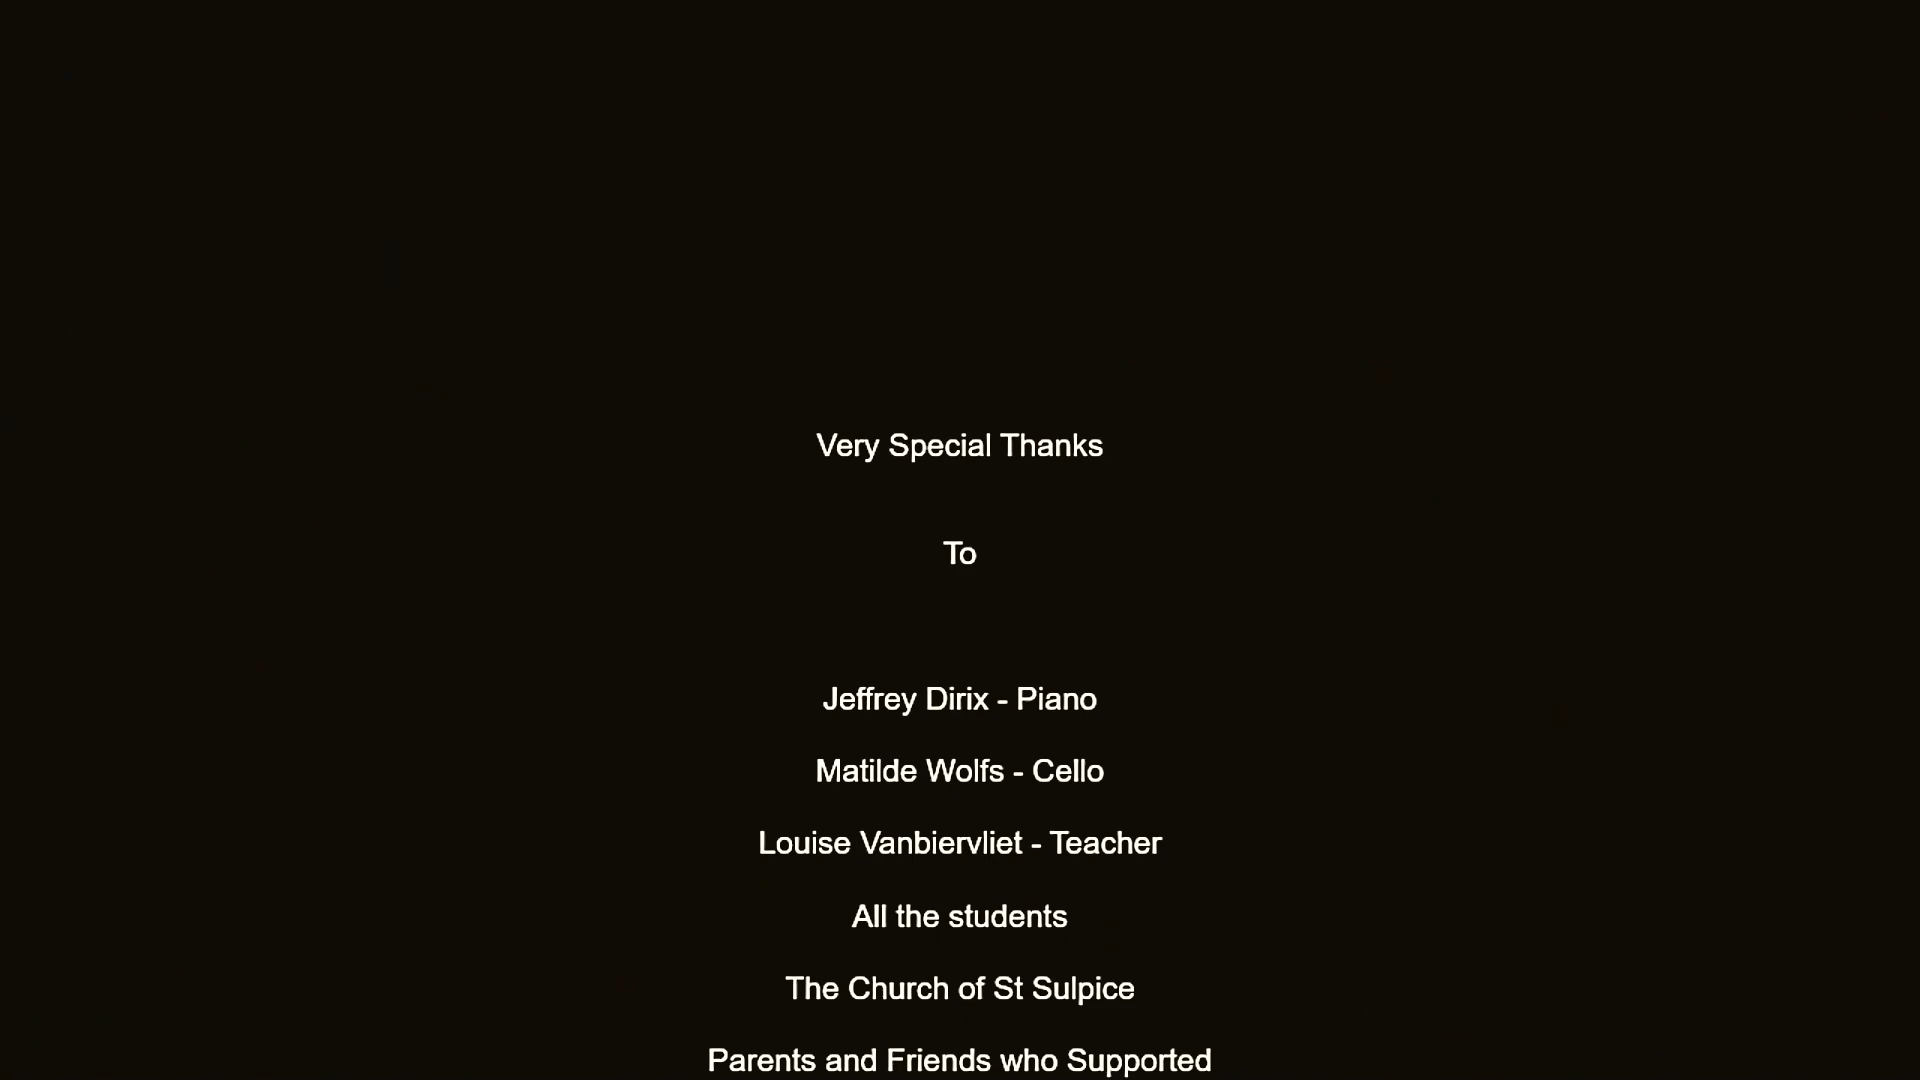 Very Special Thanks
To
Jeffrey Dirix - Piano
Matilde Wolfs - Cello
Louise Vanbiervliet - Teacher
All the students
The Church of St Sulpice
Parents and Friends who Supported